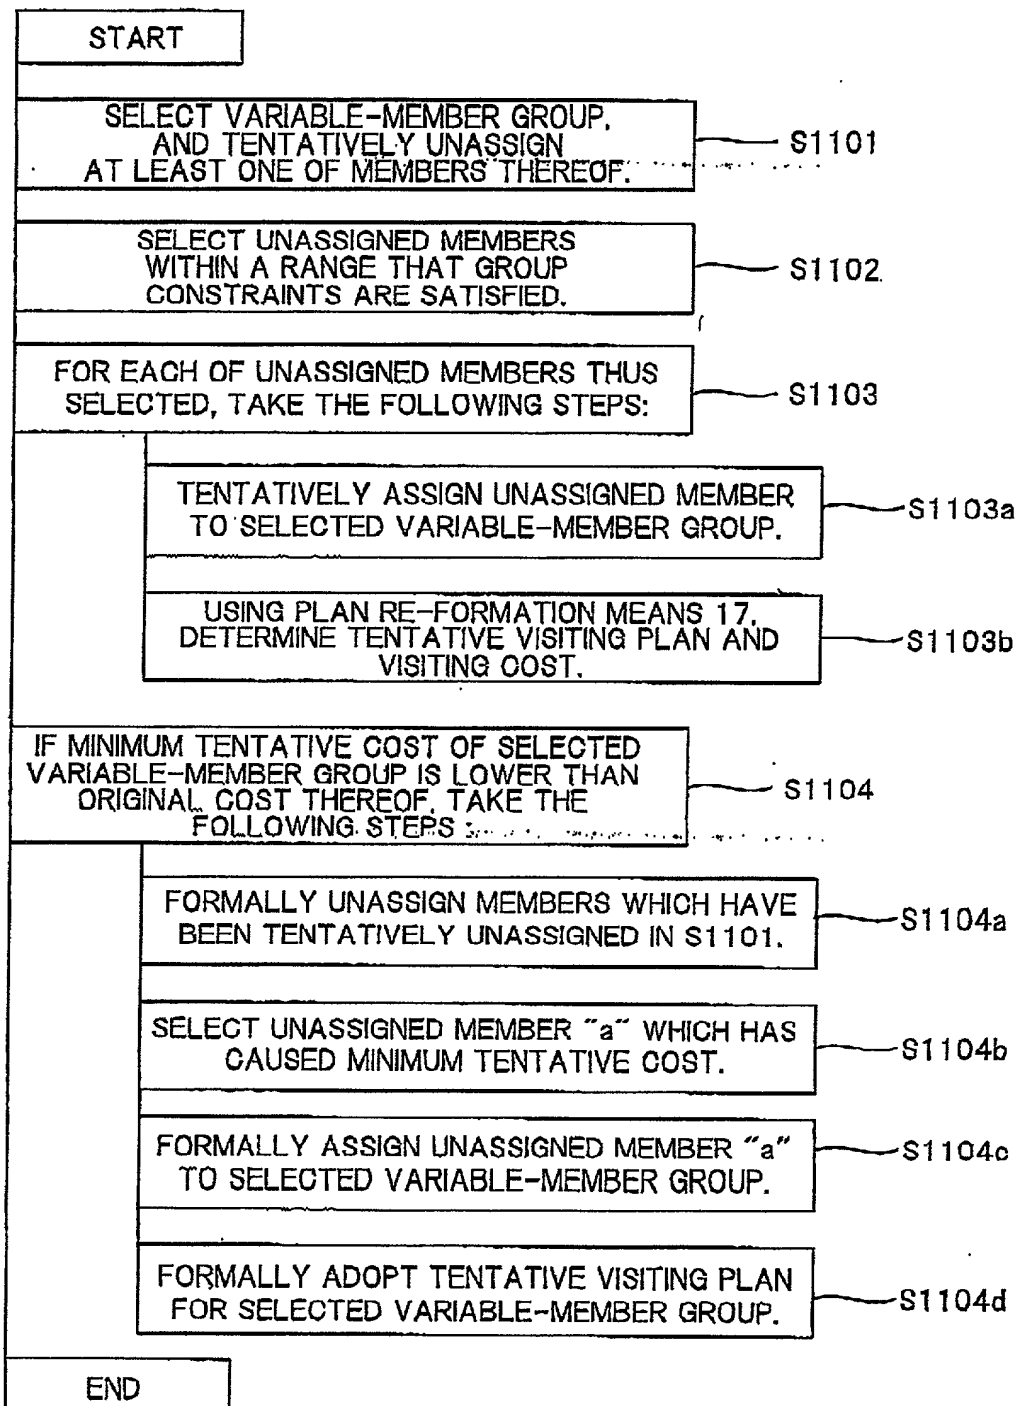 START
SELECT VARIABLE-MEMBER GROUP,
AND TENTATIVELY UNASSIGN
AT LEAST ONE OF MEMBERS THEREOF.
S1101
SELECT UNASSIGNED MEMBERS
WITHIN A RANGE THAT GROUP
CONSTRAINTS ARE SATISFIED.
S1102
FOR EACH OF UNASSIGNED MEMBERS THUS
SELECTED, TAKE THE FOLLOWING STEPS:
S1103
TENTATIVELY ASSIGN UNASSIGNED MEMBER
TO SELECTED VARIABLE-MEMBER GROUP.
S1103a
USING PLAN RE-FORMATION MEANS 17,
DETERMINE TENTATIVE VISITING PLAN AND
VISITING COST.
S1103b
IF MINIMUM TENTATIVE COST OF SELECTED
VARIABLE-MEMBER GROUP IS LOWER THAN
ORIGINAL COST THEREOF, TAKE THE
FOLLOWING STEPS :
S1104
FORMALLY UNASSIGN MEMBERS WHICH HAVE
BEEN TENTATIVELY UNASSIGNED IN S1101.
S1104a
SELECT UNASSIGNED MEMBER "a" WHICH HAS
CAUSED MINIMUM TENTATIVE COST.
S1104b
FORMALLY ASSIGN UNASSIGNED MEMBER "a"
TO SELECTED VARIABLE-MEMBER GROUP.
S1104c
FORMALLY ADOPT TENTATIVE VISITING PLAN
FOR SELECTED VARIABLE-MEMBER GROUP.
S1104d
END